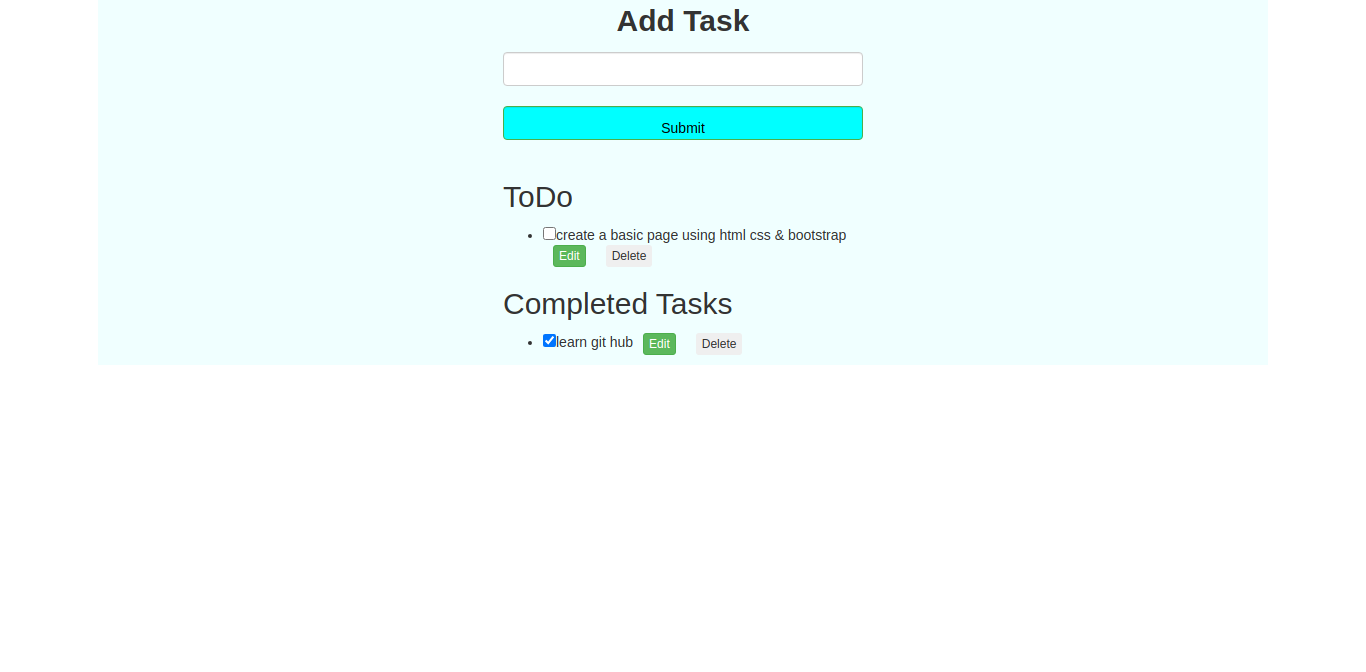 Add Task
Submit
ToDo
create a basic page using html css & bootstrap
Edit Delete
Completed Tasks
learn git hub Edit Delete